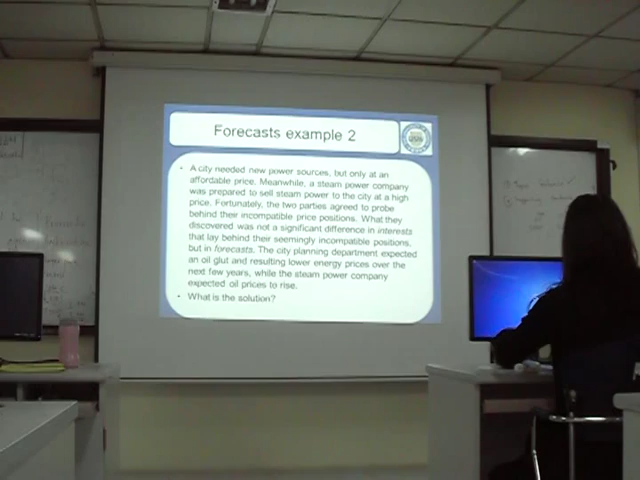 Forecasts example 2
• A city needed new power sources, but only at an
affordable price. Meanwhile, a steam power company
was prepared to sell steam power to the city at a high
price. Fortunately, the two parties agreed to probe
behind their incompatible price positions. What they
discovered was not a significant difference in interests
that lay behind their seemingly incompatible positions,
but in forecasts. The city planning department expected
an oil glut and resulting lower energy prices over the
next few years, while the steam power company
expected oil prices to rise.
• What is the solution?